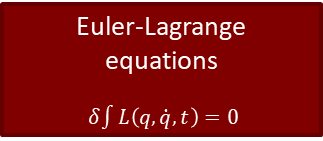 Euler-Lagrange
equations
δ∫ L(q, q̇, t) = 0